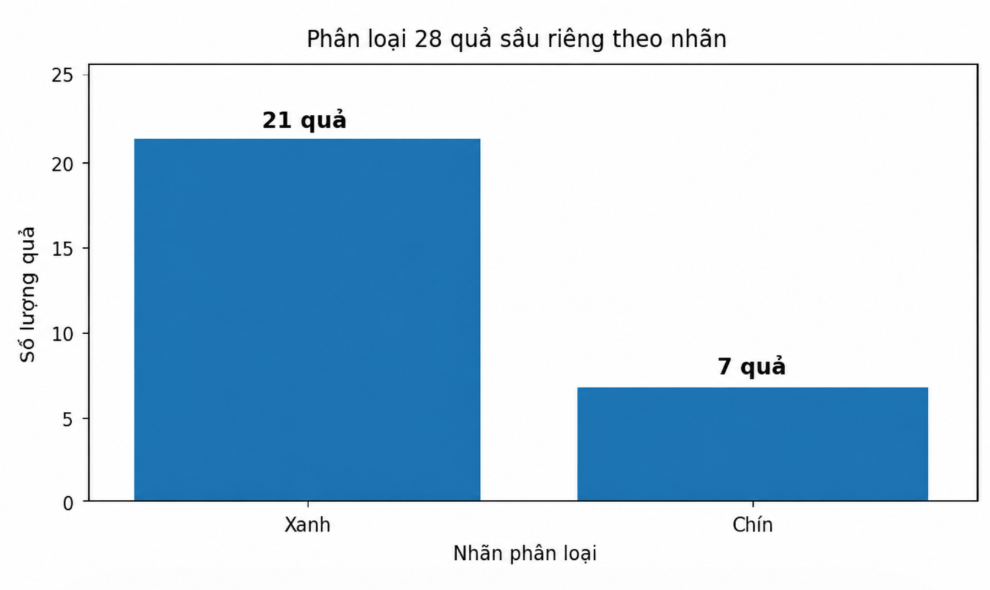 Phân loại 28 quả sầu riêng theo nhãn
25
20
15
10
5
0
Số lượng quả
21 quả
7 quả
Xanh
Chín
Nhãn phân loại